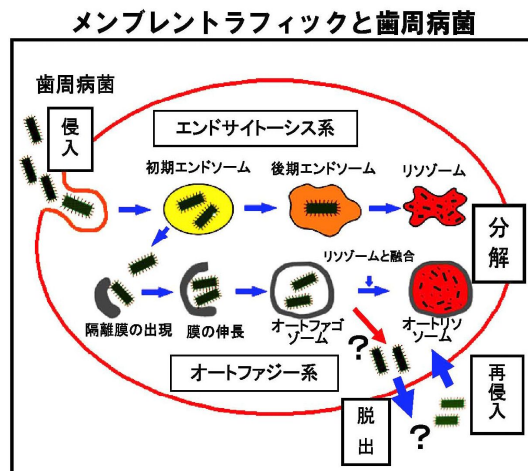 メンブレントラフィックと歯周病菌
歯周病菌
侵入
エンドサイトーシス系
初期エンドソーム
後期エンドソーム
リソゾーム
分解
リソゾームと融合
隔離膜の出現
膜の伸長
オートファゴ
ソーム
オートリソ
ソーム
オートファジー系
?
脱出
?
再侵入